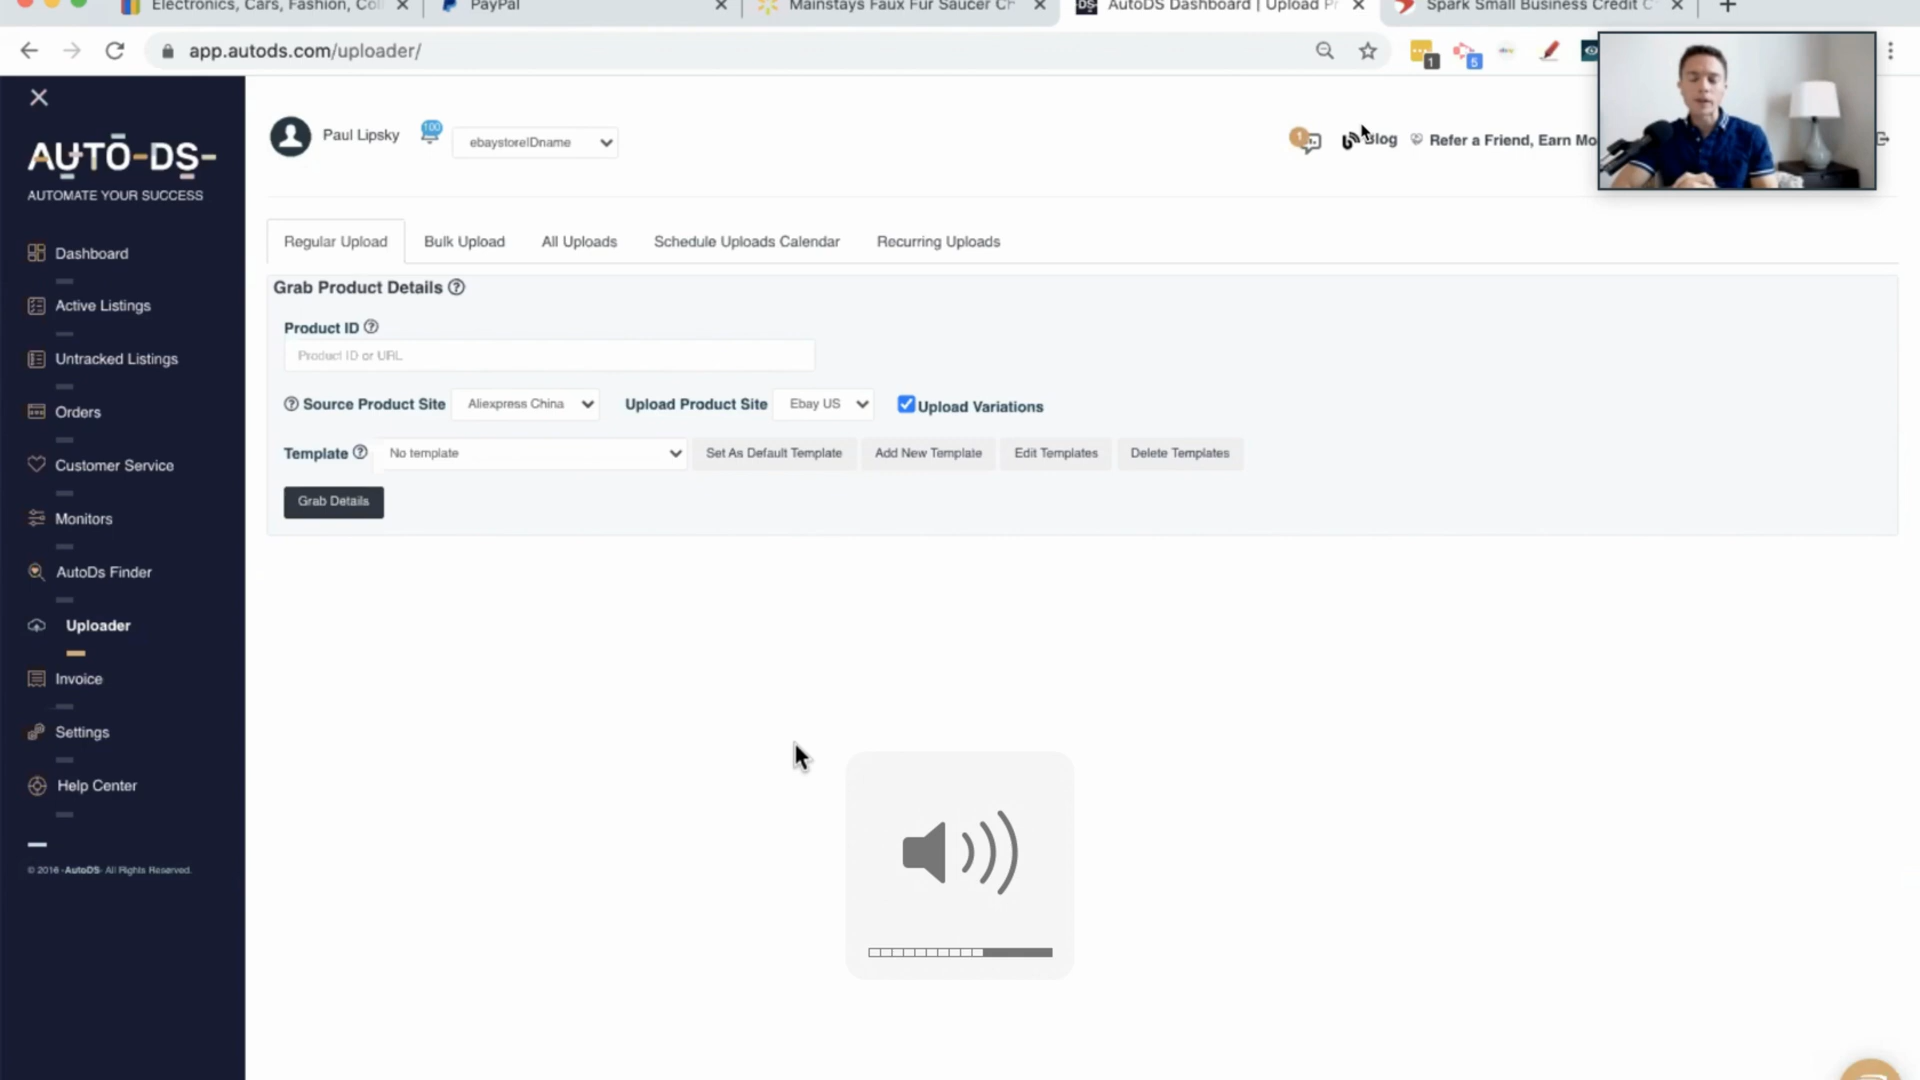 Electronics, Cars, Fashion, Col
PayPal
Mainstays Faux Fur Saucer Ch
AutoDS Dashboard | Upload Pr
Spark Small Business Credit C
app.autods.com/uploader/
1
5
AUTO-DS-
AUTOMATE YOUR SUCCESS
Paul Lipsky
100
ebaystoreIDname
1
Blog
Refer a Friend, Earn Mo
Dashboard
Active Listings
Untracked Listings
Orders
Customer Service
Monitors
AutoDs Finder
Uploader
Invoice
Settings
Help Center
© 2016 -AutoDS- All Rights Reserved.
Regular Upload
Bulk Upload
All Uploads
Schedule Uploads Calendar
Recurring Uploads
Grab Product Details
Product ID
Product ID or URL
Source Product Site Aliexpress China Upload Product Site Ebay US Upload Variations
Template No template Set As Default Template Add New Template Edit Templates Delete Templates
Grab Details